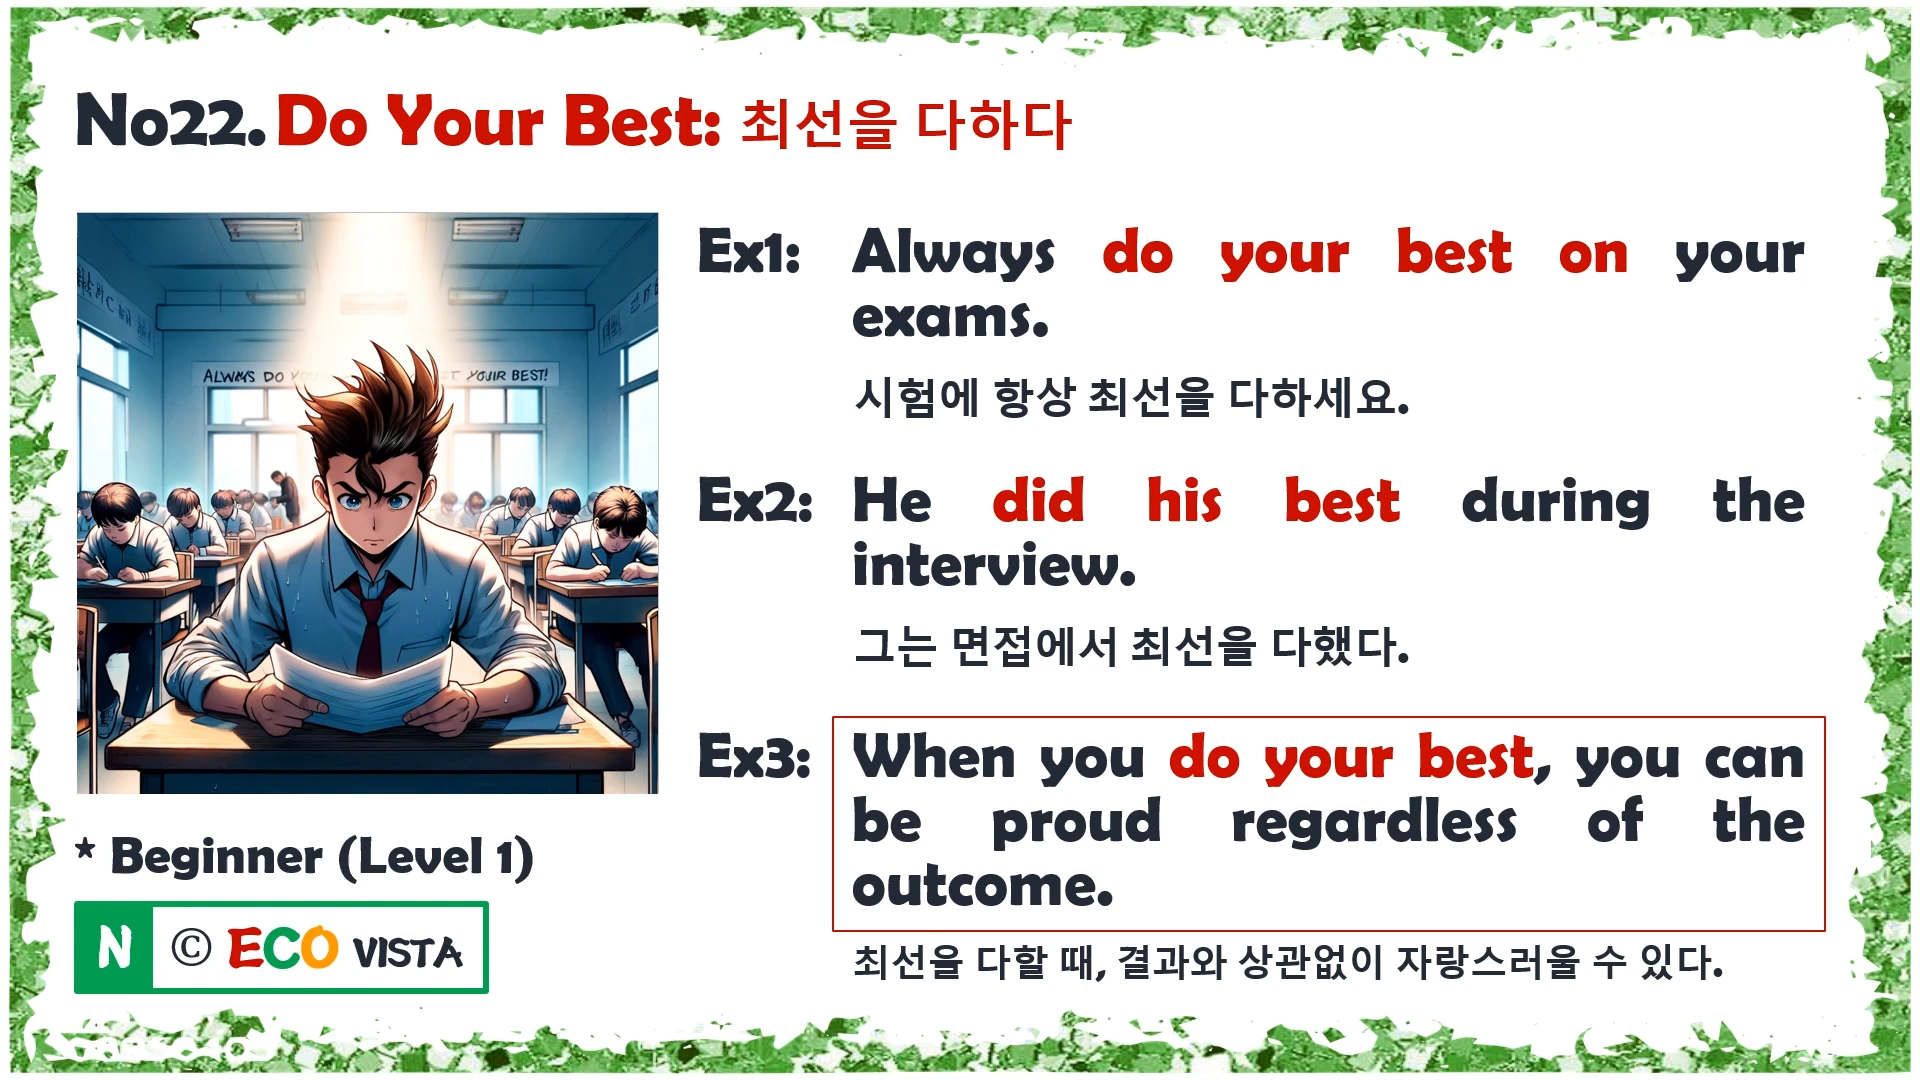 No22. Do Your Best: 최선을 다하다
ALWAYS DO YOUR BEST!
Ex1: Always do your best on your
exams.
시험에 항상 최선을 다하세요.
Ex2: He did his best during the
interview.
그는 면접에서 최선을 다했다.
Ex3: When you do your best, you can
be proud regardless of the
outcome.
최선을 다할 때, 결과와 상관없이 자랑스러울 수 있다.
* Beginner (Level 1)
N © ECO VISTA